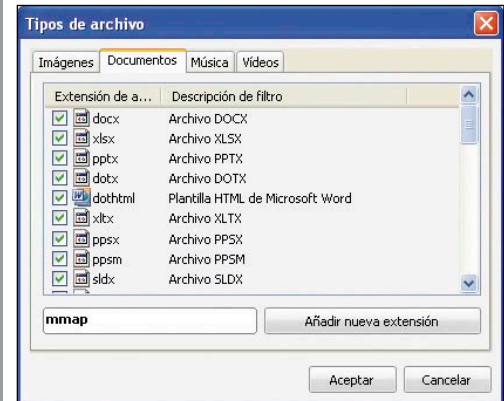 Tipos de archivo
Imágenes Documentos Música Vídeos
Extensión de a... Descripción de filtro
docx Archivo DOCX
xlsx Archivo XLSX
pptx Archivo PPTX
dotx Archivo DOTX
dothtml Plantilla HTML de Microsoft Word
xltx Archivo XLTX
ppsx Archivo PPSX
ppsm Archivo PPSM
sldx Archivo SLDX
mmap Añadir nueva extensión
Aceptar Cancelar